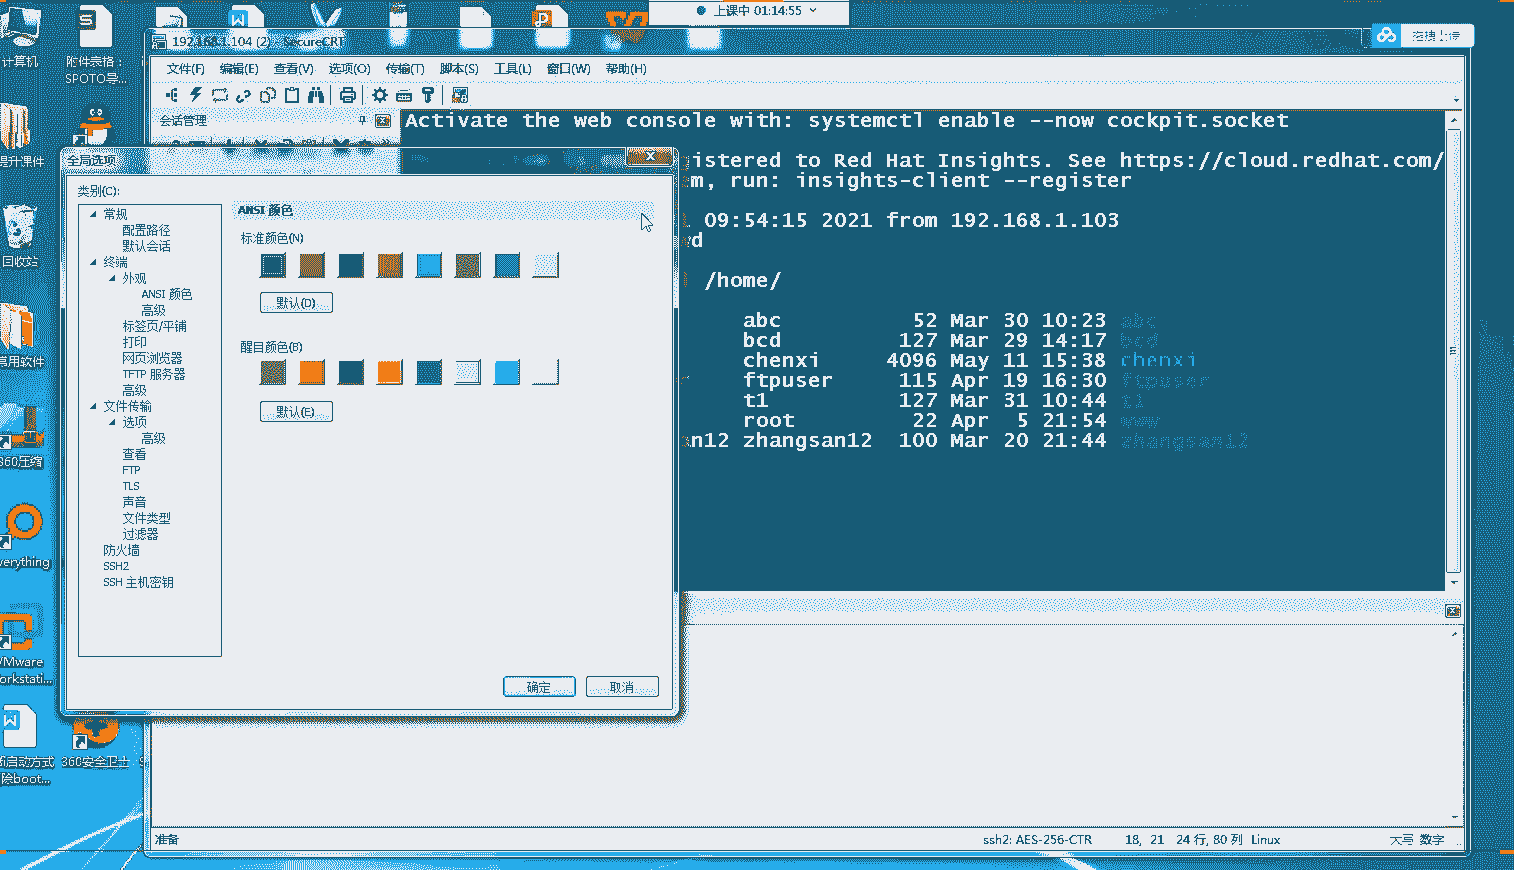 上课中 01:14:55
拖拽上传
计算机
附件表格：
SPOTO导...
提升课件
回收站
常用软件
360压缩
verything
VMware
orkstati...
新启动方式
除boot...
360安全卫士
192.168.1.104 (2) - SecureCRT
文件(F) 编辑(E) 查看(V) 选项(O) 传输(T) 脚本(S) 工具(L) 窗口(W) 帮助(H)
会话管理
Activate the web console with: systemctl enable --now cockpit.socket
gistered to Red Hat Insights. See https://cloud.redhat.com/
m, run: insights-client --register
09:54:15 2021 from 192.168.1.103
d
/home/
abc 52 Mar 30 10:23 abc
bcd 127 Mar 29 14:17 bcd
chenxi 4096 May 11 15:38 chenxi
ftpuser 115 Apr 19 16:30 ftpuser
t1 127 Mar 31 10:44 t1
root 22 Apr 5 21:54 www
an12 zhangsan12 100 Mar 20 21:44 zhangsan12
全局选项
类别(C):
常规
配置路径
默认会话
终端
外观
ANSI 颜色
高级
标签页/平铺
打印
网页浏览器
TFTP 服务器
高级
文件传输
选项
高级
查看
FTP
TLS
声音
文件类型
过滤器
防火墙
SSH2
SSH 主机密钥
ANSI 颜色
标准颜色(N)
默认(D)
醒目颜色(B)
默认(E)
确定 取消
准备 ssh2: AES-256-CTR 18, 21 24 行, 80 列 Linux 大写 数字